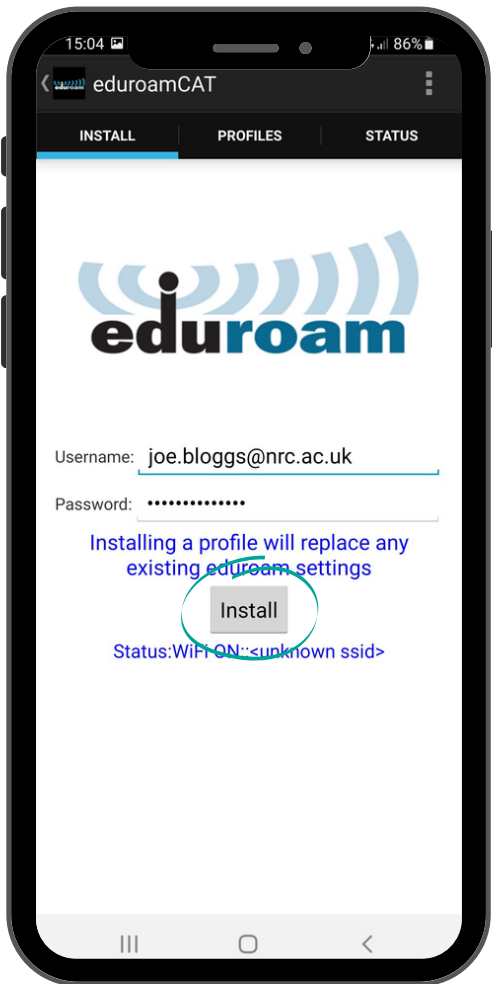 15:04 86%
eduroamCAT
INSTALL PROFILES STATUS
eduroam
Username: joe.bloggs@nrc.ac.uk
Password: ••••••••••••••
Installing a profile will replace any
existing eduroam settings
Install
Status:WiFi ON::<unknown ssid>